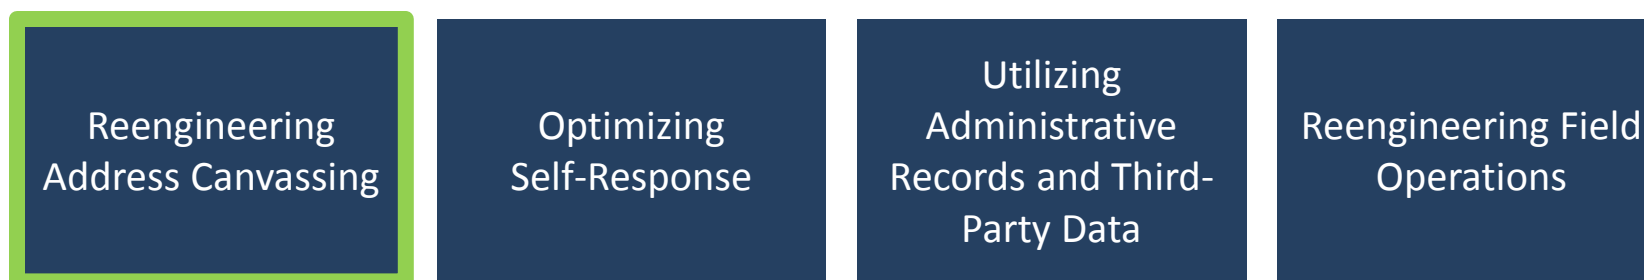 Reengineering
Address Canvassing
Optimizing
Self-Response
Utilizing
Administrative
Records and Third-
Party Data
Reengineering Field
Operations